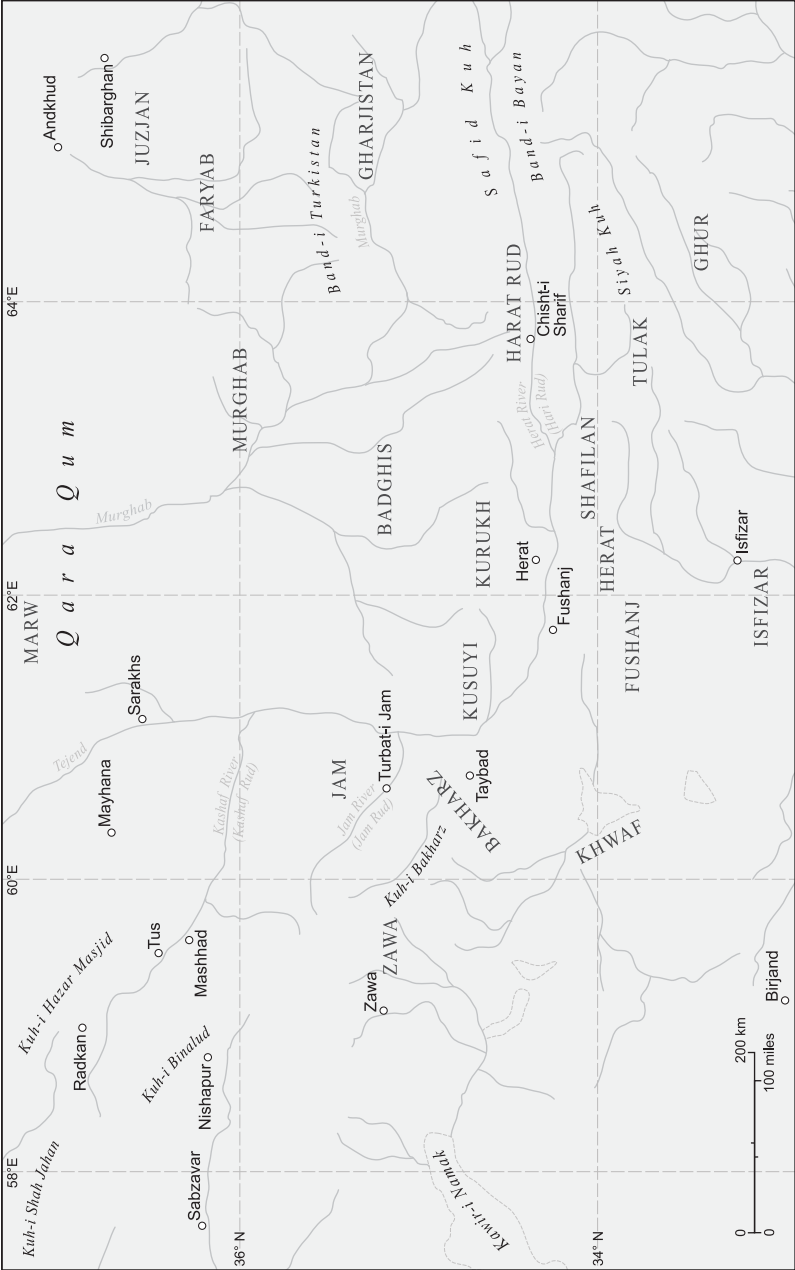 58°E
60°E
62°E
64°E
36° N
34° N
Kuh-i Shah Jahan
Kuh-i Hazar Masjid
Radkan
Kuh-i Binalud
Nishapur
Sabzavar
Tus
Mashhad
Mayhana
Tejend
Sarakhs
MARW
Qara Qum
Murghab
MURGHAB
Andkhud
Shibarghan
JUZJAN
FARYAB
Band-i Turkistan
Murghab
GHARJISTAN
Kashaf River
(Kashaf Rud)
JAM
Jam River
(Jam Rud)
Turbat-i Jam
Zawa
ZAWA
Kuh-i Bakharz
BAKHARZ
Taybad
KUSUYI
KURUKH
BADGHIS
Safid Kuh
Band-i Bayan
HARAT RUD
Chisht-i
Sharif
Herat River
(Hari Rud)
Herat
Fushanj
SHAFILAN
HERAT
FUSHANJ
Siyah Kuh
TULAK
GHUR
Kawir-i Namak
KHWAF
Isfizar
ISFIZAR
Birjand
0
200 km
0
100 miles